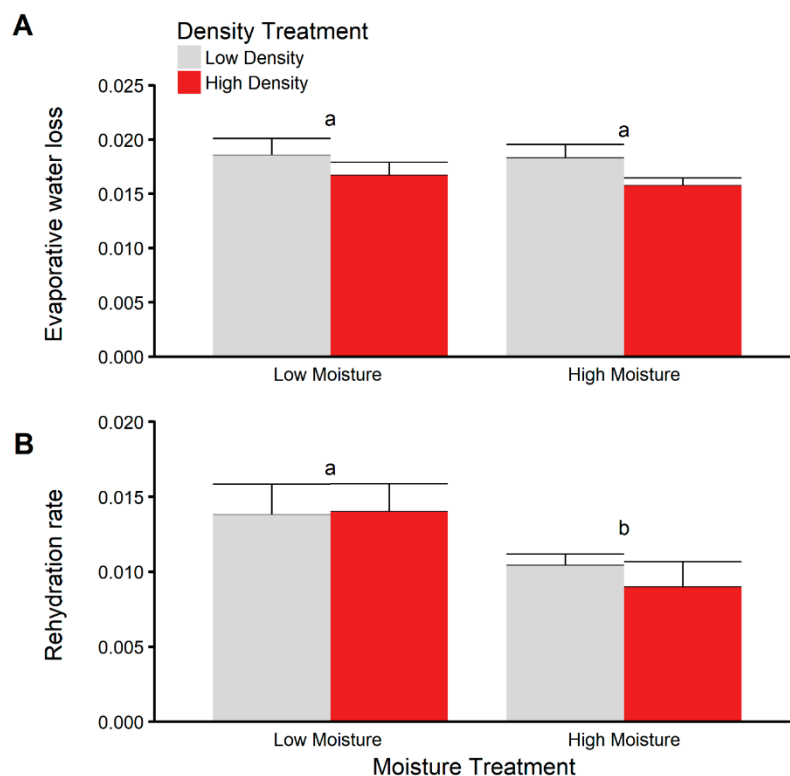 A
Density Treatment
Low Density
High Density
Evaporative water loss
0.025
0.020
0.015
0.010
0.005
0.000
a
a
Low Moisture
High Moisture
B
Rehydration rate
0.020
0.015
0.010
0.005
0.000
a
b
Low Moisture
High Moisture
Moisture Treatment